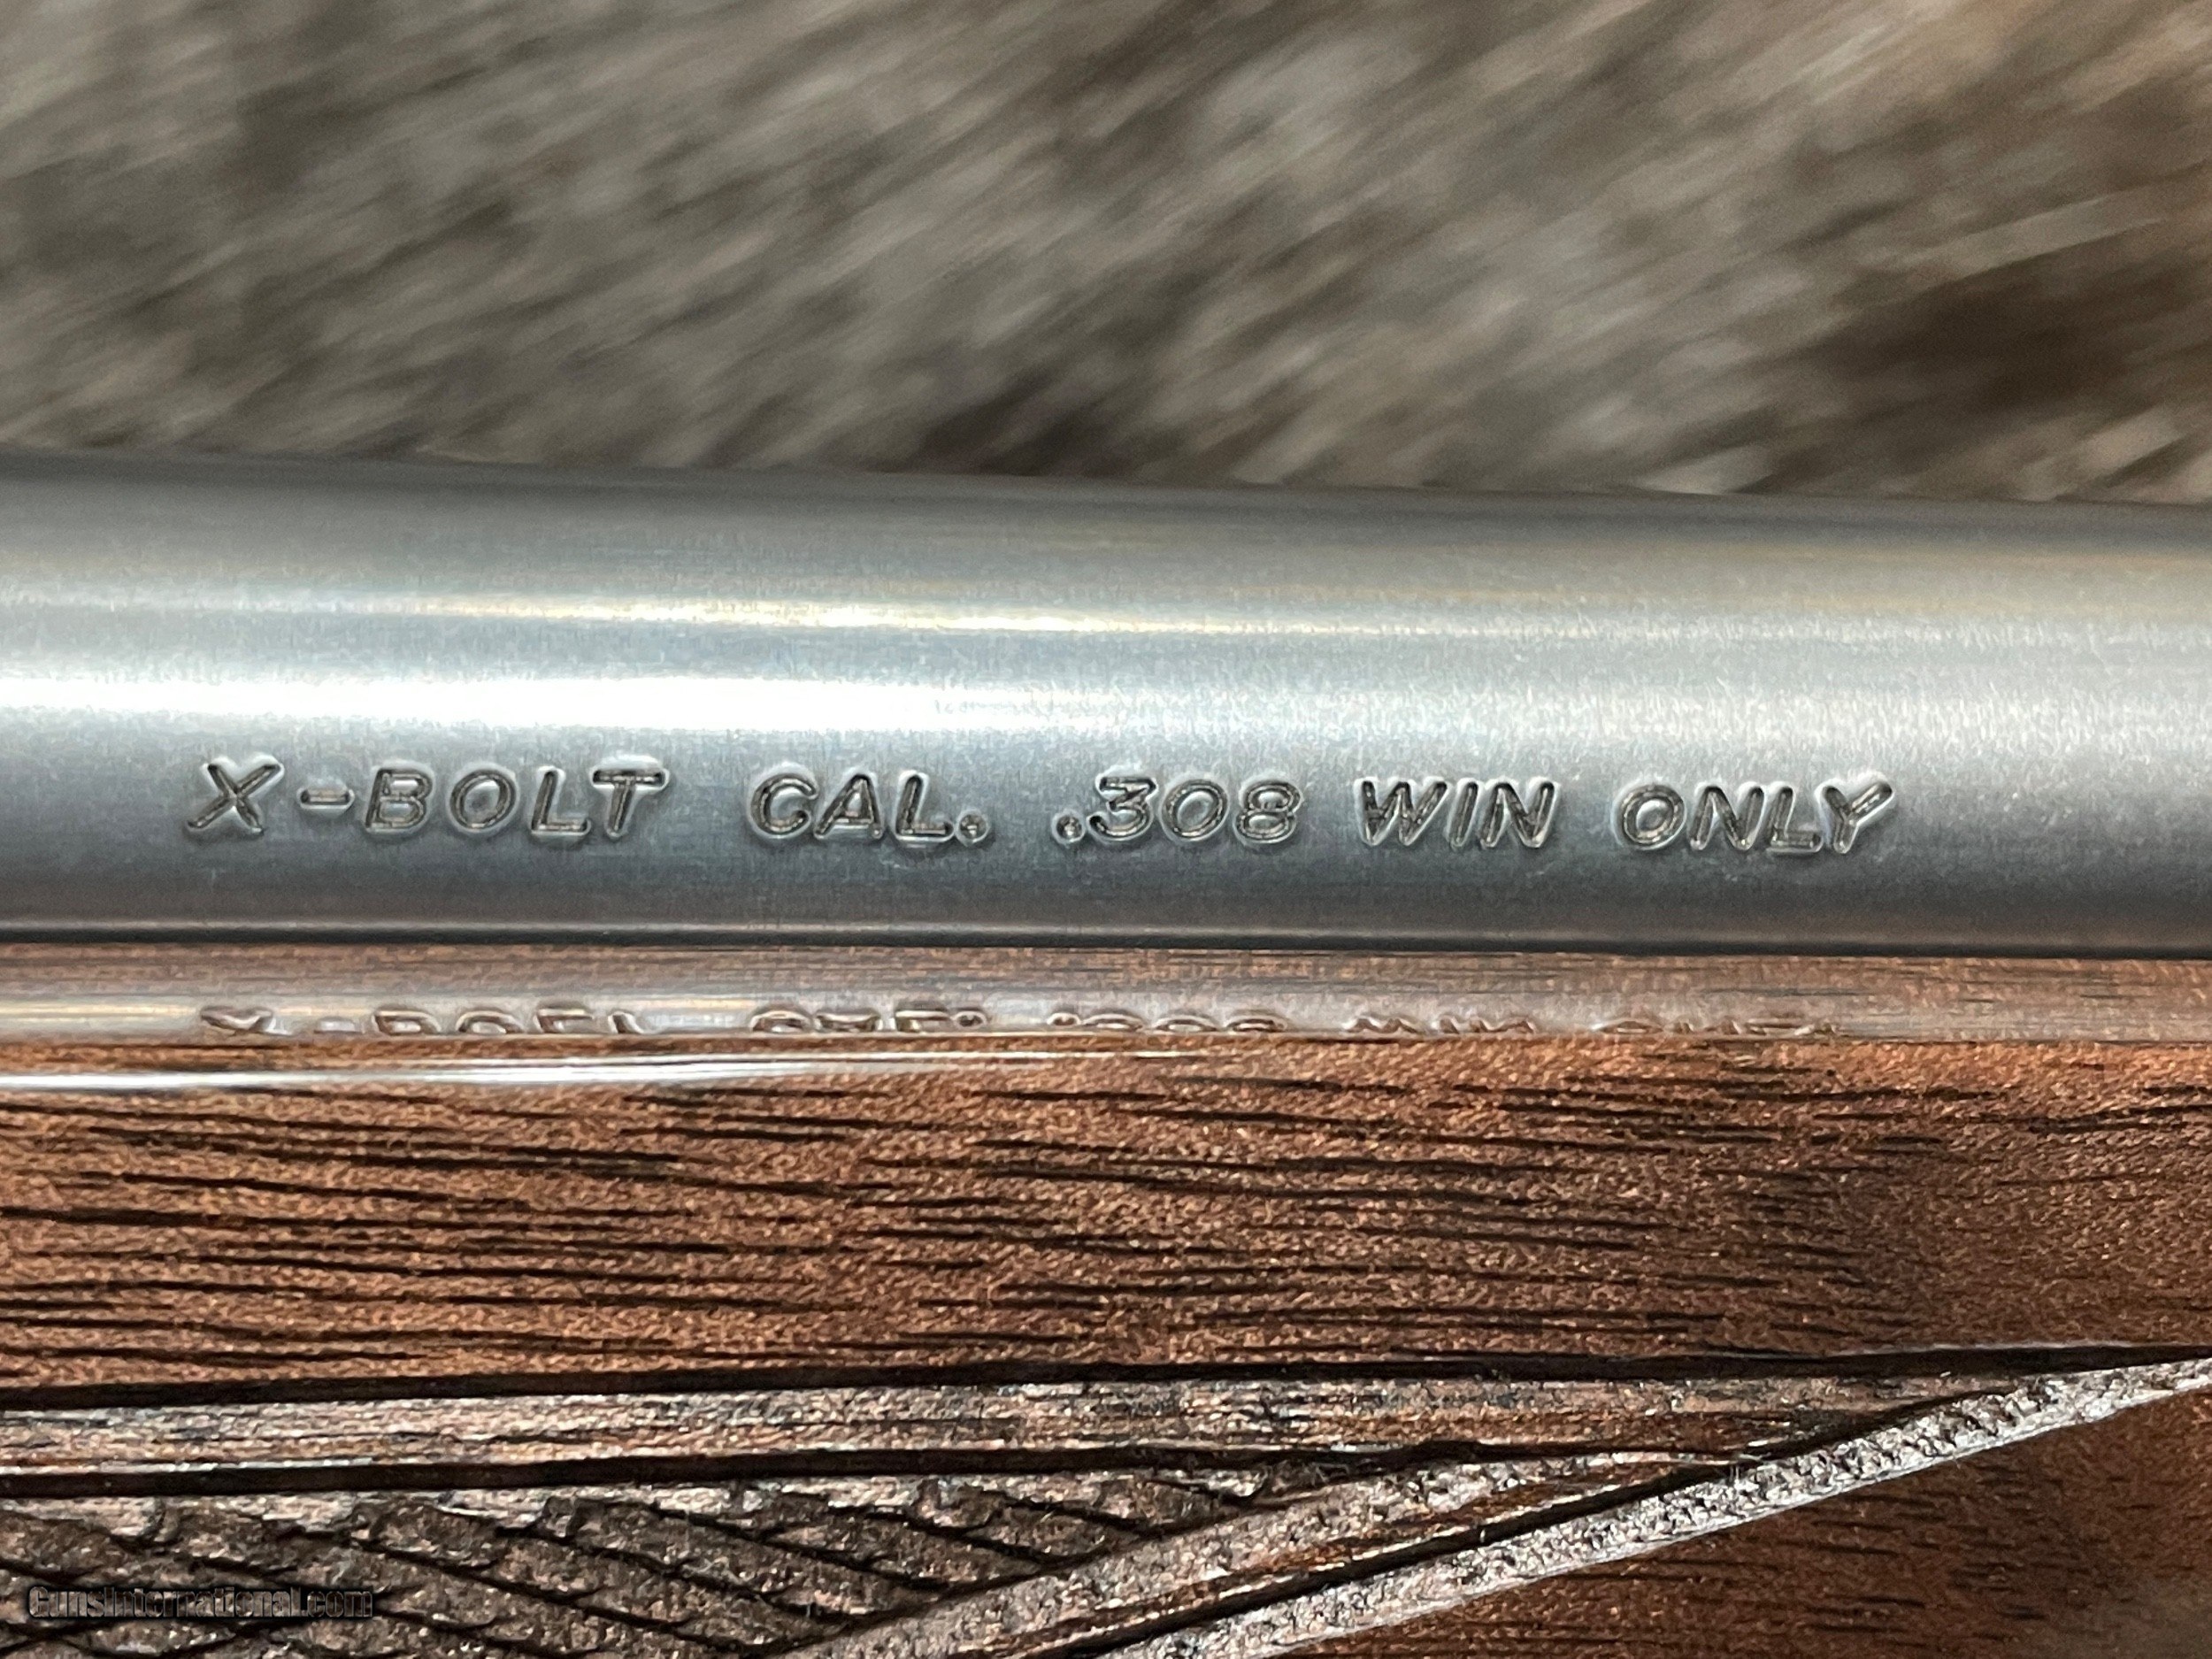 X-BOLT CAL. .308 WIN ONLY
GunsInternational.com